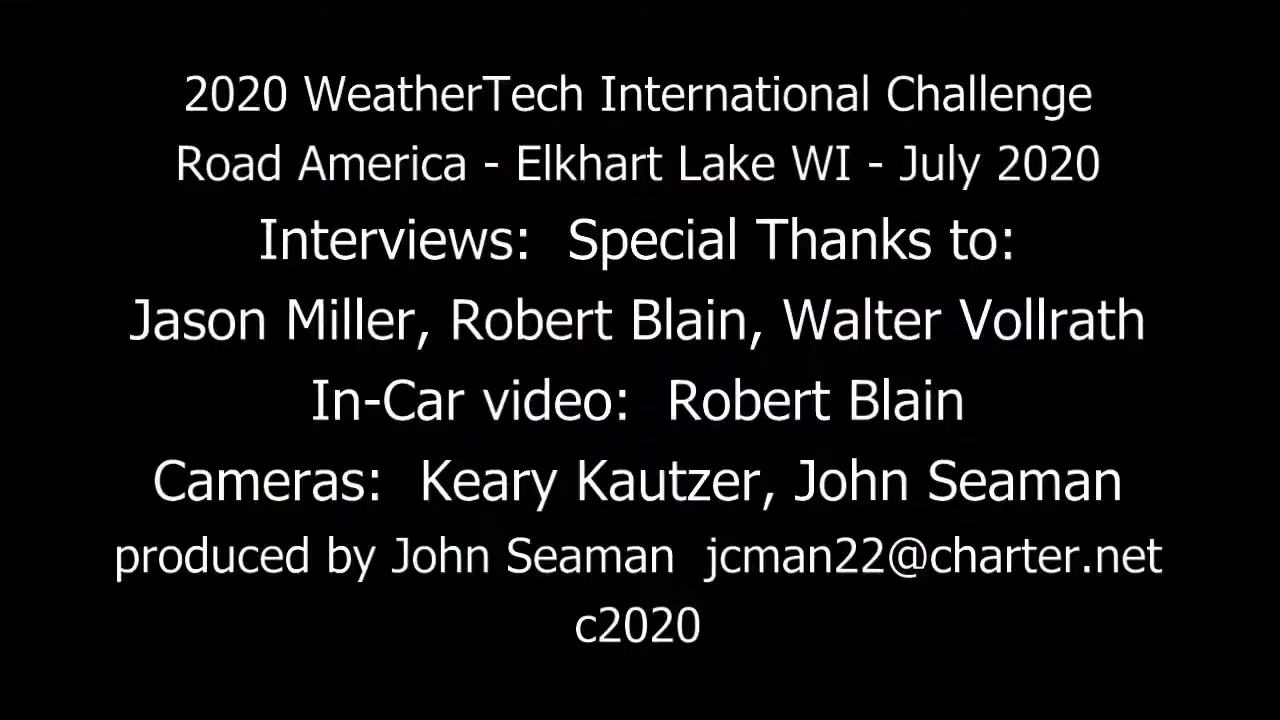 2020 WeatherTech International Challenge
Road America - Elkhart Lake WI - July 2020
Interviews:  Special Thanks to:
Jason Miller, Robert Blain, Walter Vollrath
In-Car video:  Robert Blain
Cameras:  Keary Kautzer, John Seaman
produced by John Seaman  jcman22@charter.net
c2020